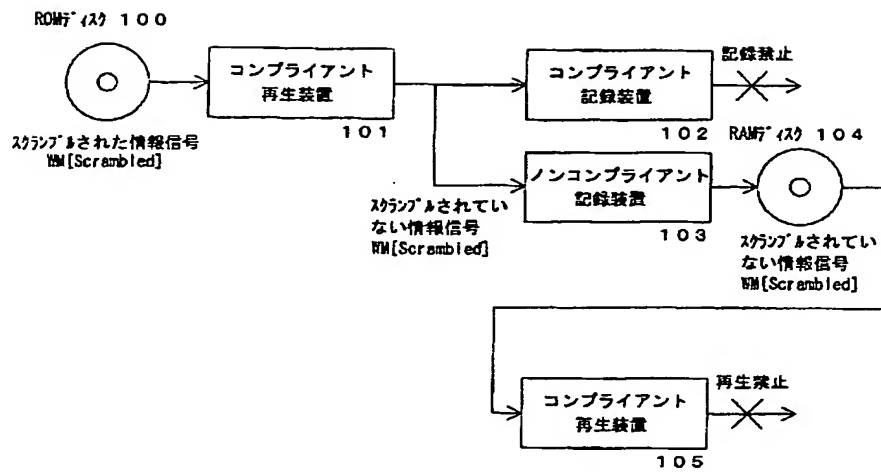 ROMディスク 100
コンプライアント
再生装置
101
スクランブルされた情報信号
WM[Scrambled]
コンプライアント
記録装置
102
記録禁止
スクランブルされてい
ない情報信号
WM[Scrambled]
ノンコンプライアント
記録装置
103
RAMディスク 104
スクランブルされてい
ない情報信号
WM[Scrambled]
コンプライアント
再生装置
105
再生禁止